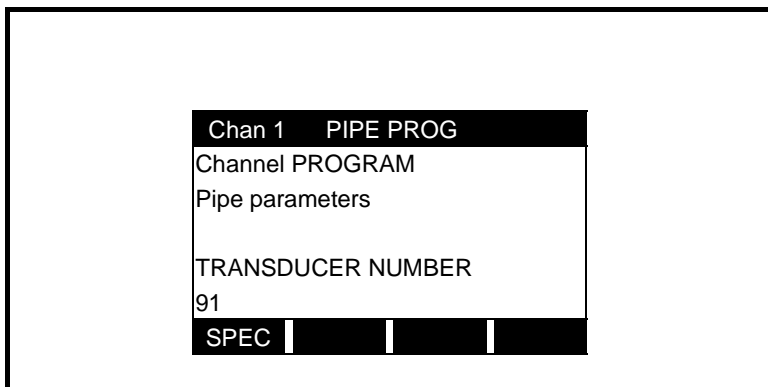 Chan 1 PIPE PROG
Channel PROGRAM
Pipe parameters
TRANSDUCER NUMBER
91
SPEC